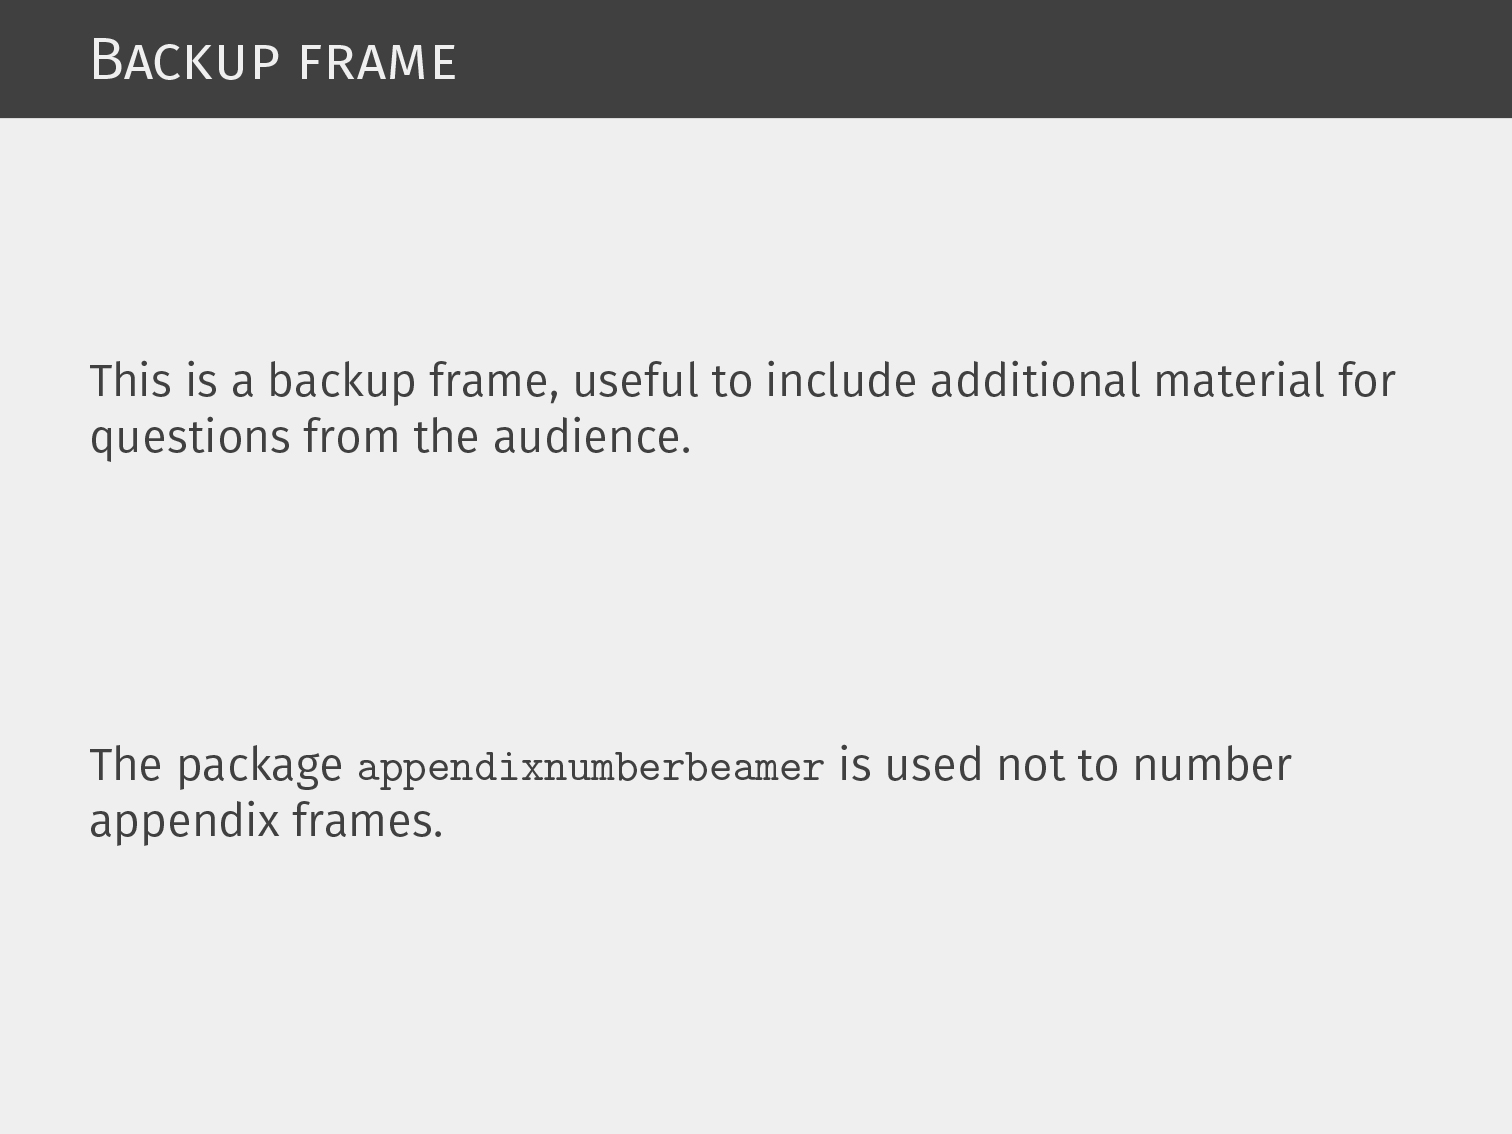 Backup frame
This is a backup frame, useful to include additional material for
questions from the audience.
The package appendixnumberbeamer is used not to number
appendix frames.